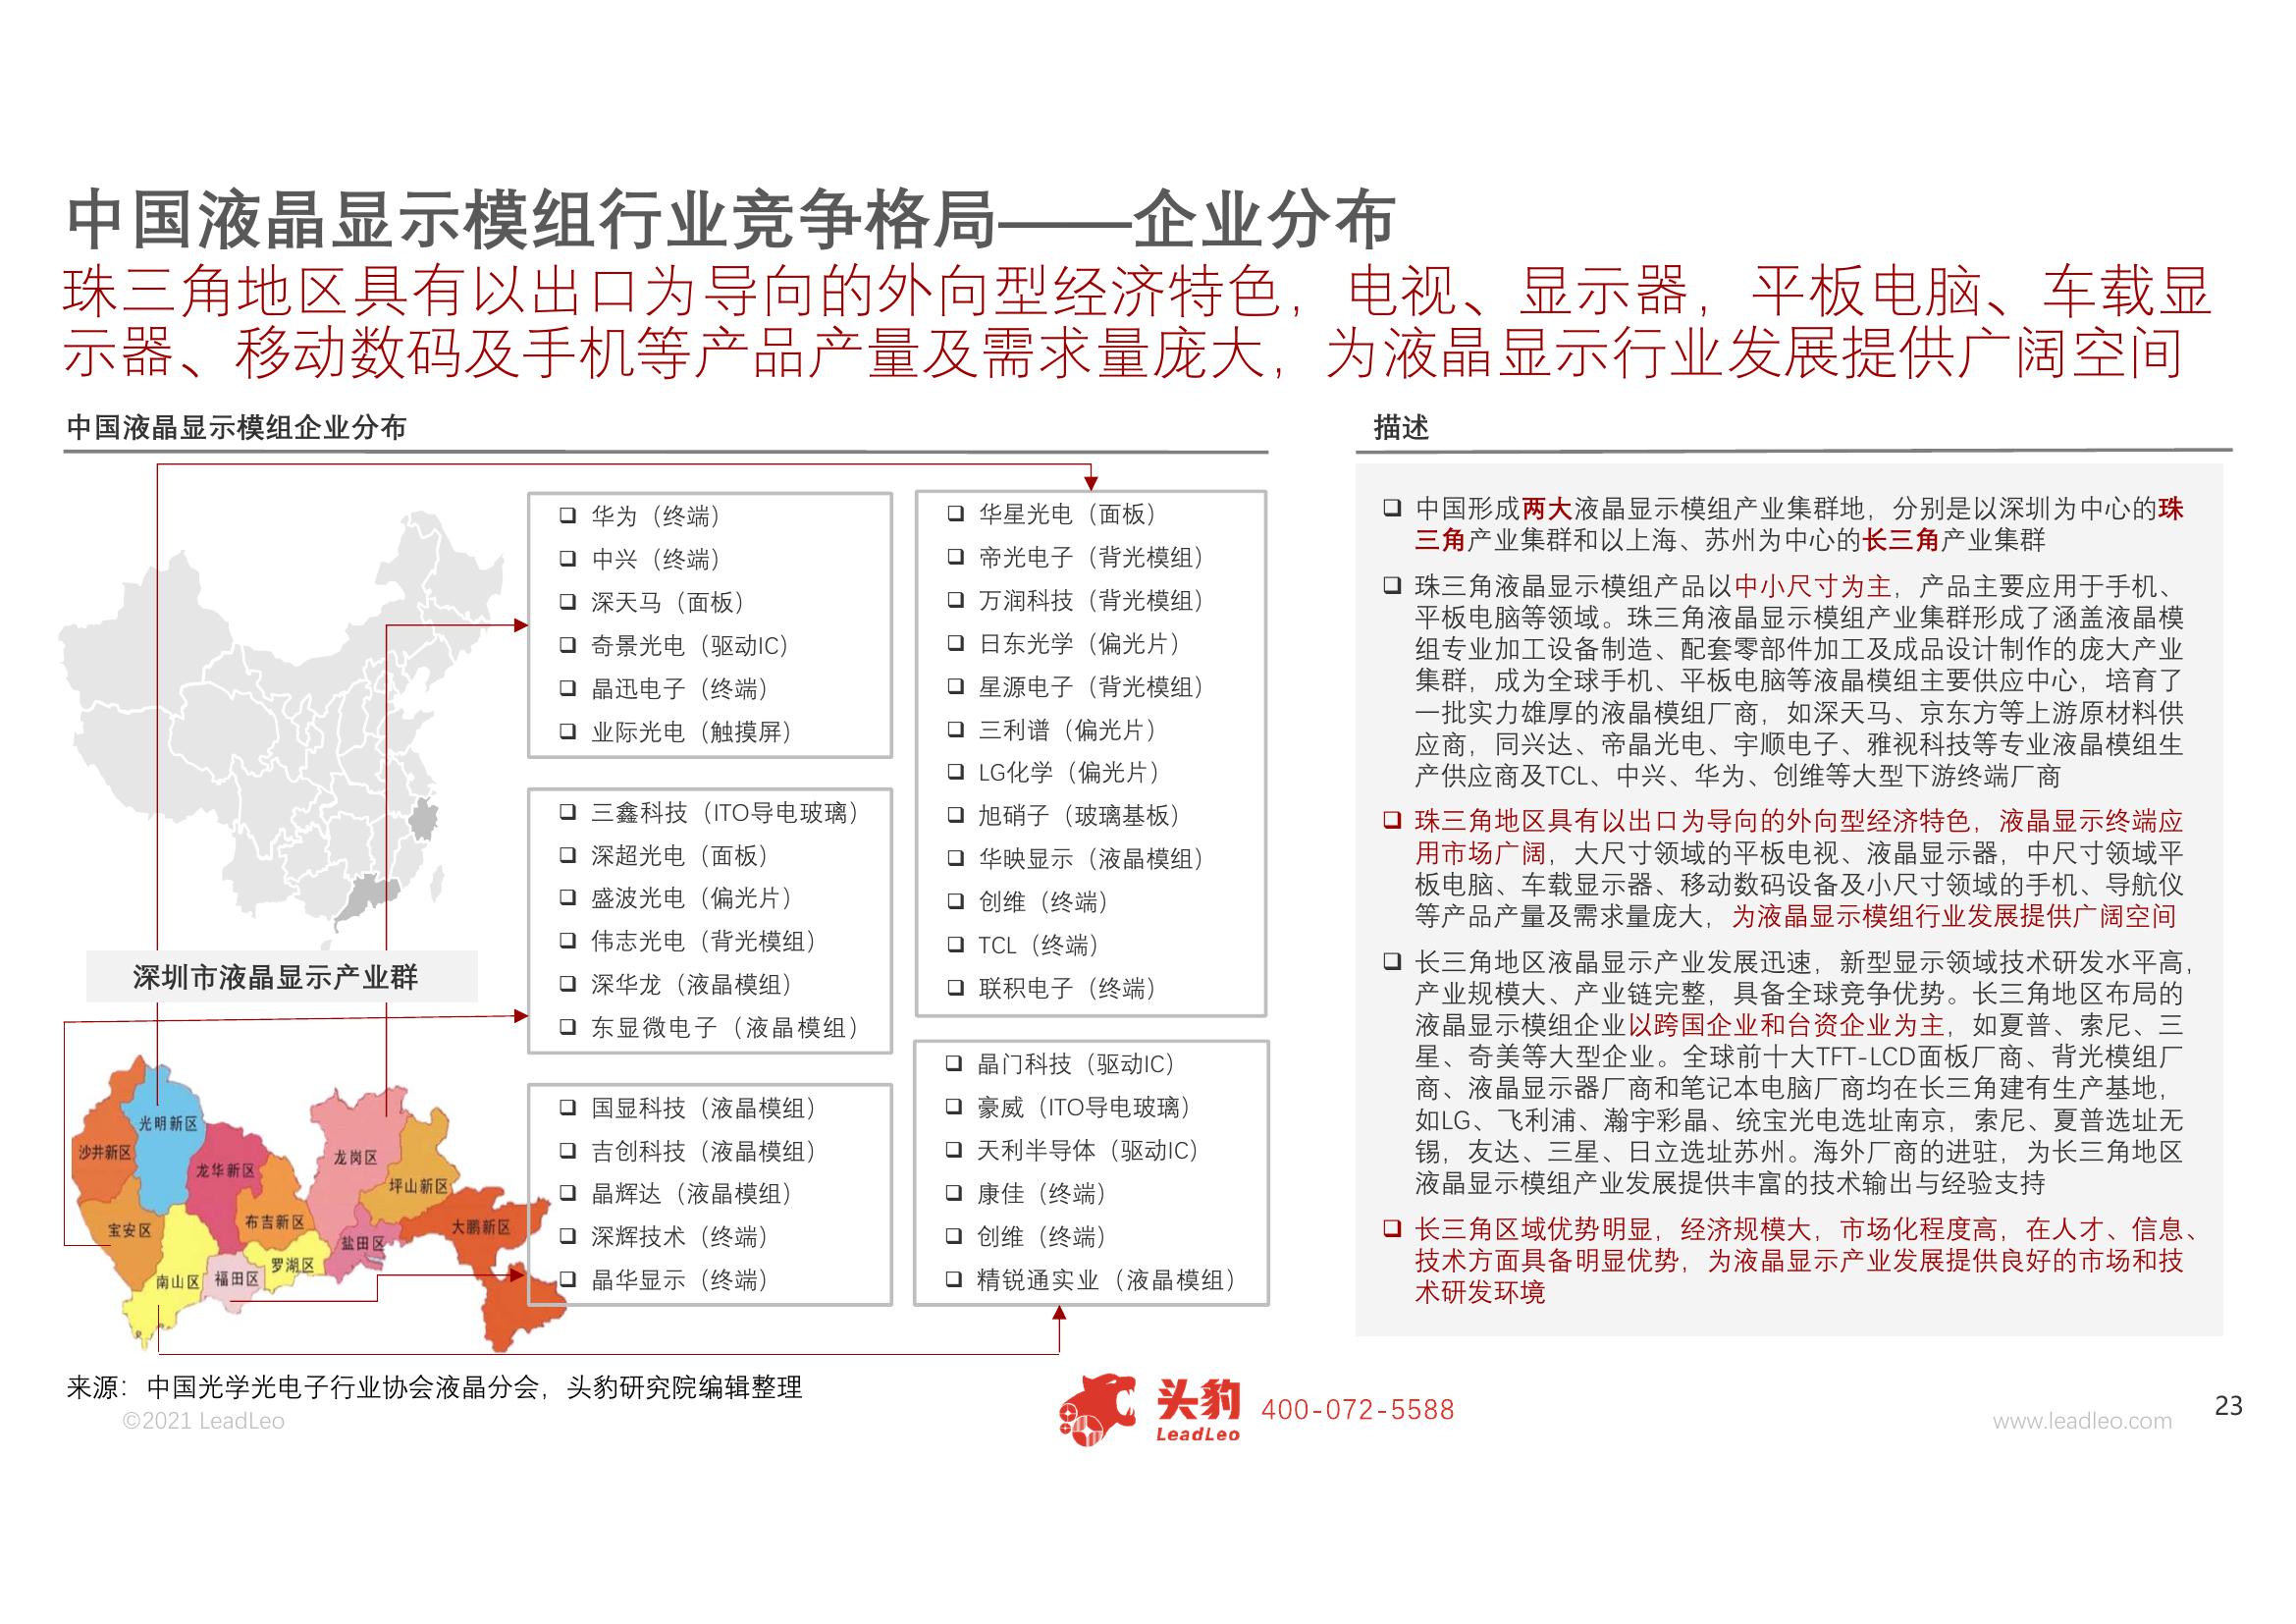 中国液晶显示模组行业竞争格局——企业分布
珠三角地区具有以出口为导向的外向型经济特色，电视、显示器，平板电脑、车载显
示器、移动数码及手机等产品产量及需求量庞大，为液晶显示行业发展提供广阔空间
中国液晶显示模组企业分布
华为（终端）
中兴（终端）
深天马（面板）
奇景光电（驱动IC）
晶迅电子（终端）
业际光电（触摸屏）
三鑫科技（ITO导电玻璃）
深超光电（面板）
盛波光电（偏光片）
伟志光电（背光模组）
深华龙（液晶模组）
东显微电子（液晶模组）
国显科技（液晶模组）
吉创科技（液晶模组）
晶辉达（液晶模组）
深辉技术（终端）
晶华显示（终端）
华星光电（面板）
帝光电子（背光模组）
万润科技（背光模组）
日东光学（偏光片）
星源电子（背光模组）
三利谱（偏光片）
LG化学（偏光片）
旭硝子（玻璃基板）
华映显示（液晶模组）
创维（终端）
TCL（终端）
联积电子（终端）
晶门科技（驱动IC）
豪威（ITO导电玻璃）
天利半导体（驱动IC）
康佳（终端）
创维（终端）
精锐通实业（液晶模组）
深圳市液晶显示产业群
光明新区
沙井新区
龙华新区
龙岗区
坪山新区
宝安区
布吉新区
大鹏新区
盐田区
罗湖区
南山区
福田区
描述
中国形成两大液晶显示模组产业集群地，分别是以深圳为中心的珠
三角产业集群和以上海、苏州为中心的长三角产业集群
珠三角液晶显示模组产品以中小尺寸为主，产品主要应用于手机、
平板电脑等领域。珠三角液晶显示模组产业集群形成了涵盖液晶模
组专业加工设备制造、配套零部件加工及成品设计制作的庞大产业
集群，成为全球手机、平板电脑等液晶模组主要供应中心，培育了
一批实力雄厚的液晶模组厂商，如深天马、京东方等上游原材料供
应商，同兴达、帝晶光电、宇顺电子、雅视科技等专业液晶模组生
产供应商及TCL、中兴、华为、创维等大型下游终端厂商
珠三角地区具有以出口为导向的外向型经济特色，液晶显示终端应
用市场广阔，大尺寸领域的平板电视、液晶显示器，中尺寸领域平
板电脑、车载显示器、移动数码设备及小尺寸领域的手机、导航仪
等产品产量及需求量庞大，为液晶显示模组行业发展提供广阔空间
长三角地区液晶显示产业发展迅速，新型显示领域技术研发水平高，
产业规模大、产业链完整，具备全球竞争优势。长三角地区布局的
液晶显示模组企业以跨国企业和台资企业为主，如夏普、索尼、三
星、奇美等大型企业。全球前十大TFT-LCD面板厂商、背光模组厂
商、液晶显示器厂商和笔记本电脑厂商均在长三角建有生产基地，
如LG、飞利浦、瀚宇彩晶、统宝光电选址南京，索尼、夏普选址无
锡，友达、三星、日立选址苏州。海外厂商的进驻，为长三角地区
液晶显示模组产业发展提供丰富的技术输出与经验支持
长三角区域优势明显，经济规模大，市场化程度高，在人才、信息、
技术方面具备明显优势，为液晶显示产业发展提供良好的市场和技
术研发环境
来源：中国光学光电子行业协会液晶分会，头豹研究院编辑整理
©2021 LeadLeo
头豹
LeadLeo
400-072-5588
www.leadleo.com
23